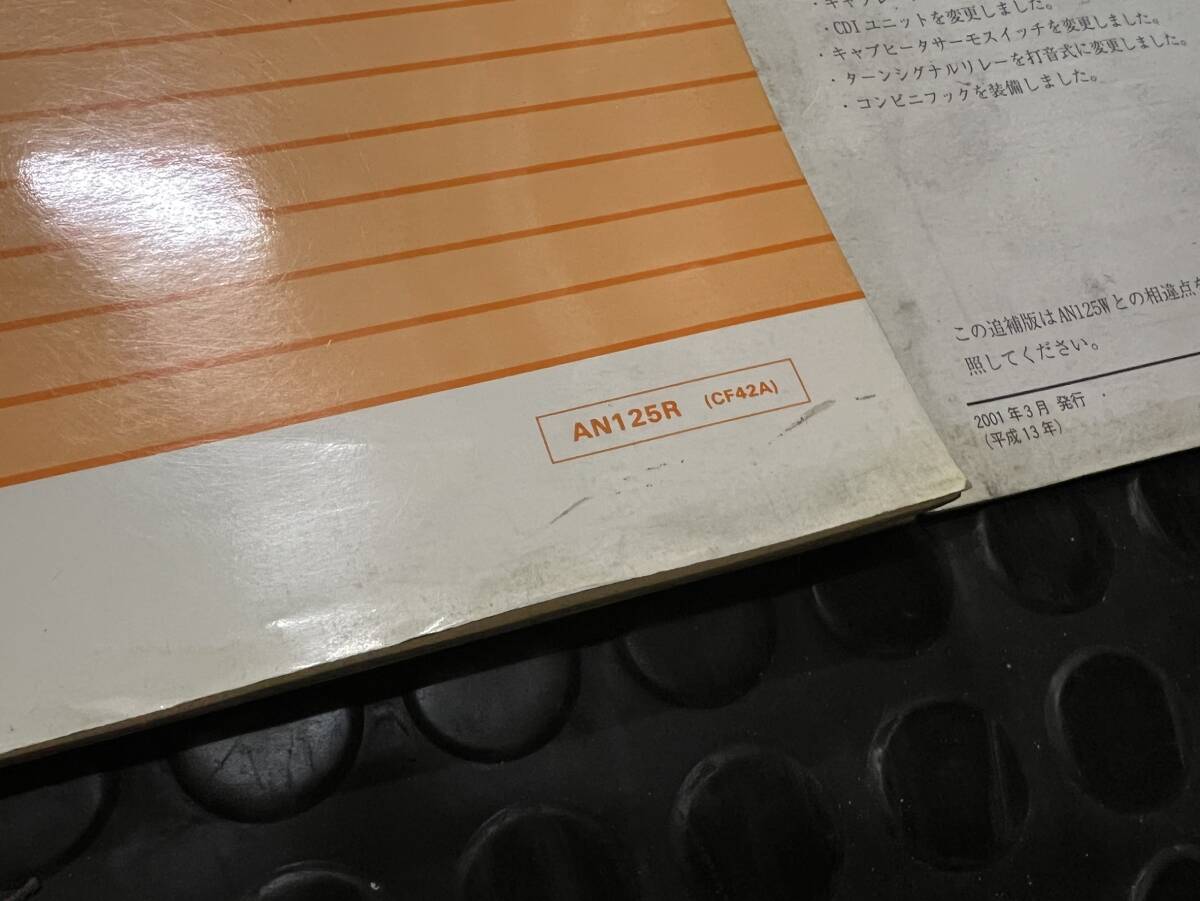 ・CDIユニットを変更しました。
・キャブヒータサーモスイッチを変更しました。
・ターンシグナルリレーを打音式に変更しました。
・コンビニフックを装備しました。
この追補版はAN125Wとの相違点を
照してください。
2001年3月 発行
(平成13年)
AN125R (CF42A)